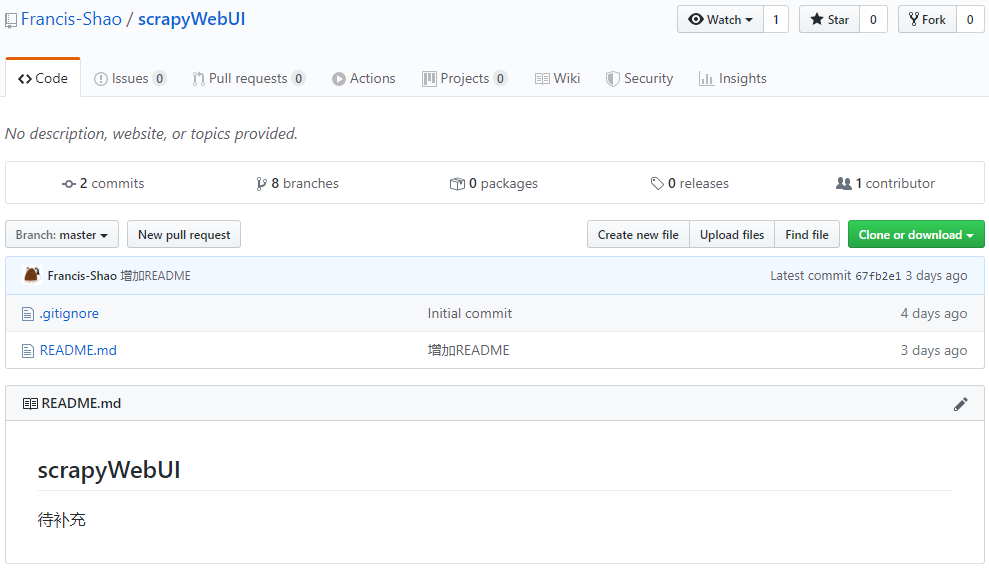 Francis-Shao / scrapyWebUI Watch 1 Star 0 Fork 0
Code Issues 0 Pull requests 0 Actions Projects 0 Wiki Security Insights
No description, website, or topics provided.
2 commits 8 branches 0 packages 0 releases 1 contributor
Branch: master New pull request Create new file Upload files Find file Clone or download
Francis-Shao 增加README Latest commit 67fb2e1 3 days ago
.gitignore Initial commit 4 days ago
README.md 增加README 3 days ago
README.md
scrapyWebUI
待补充